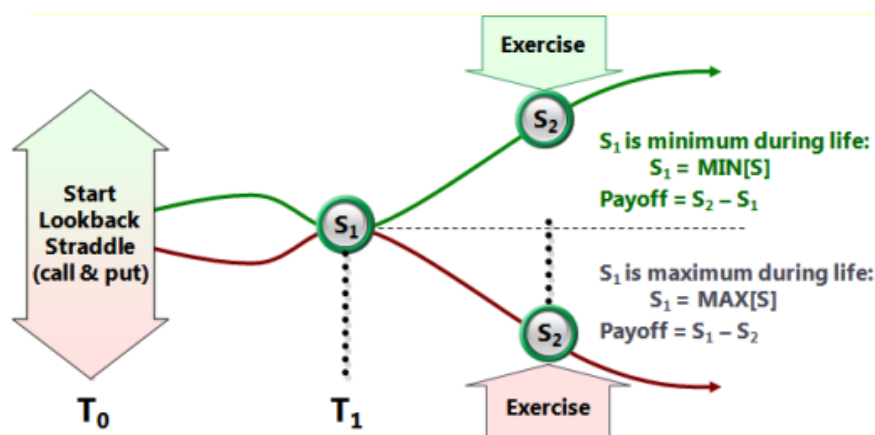 Exercise
S₂
Start
Lookback
Straddle
(call & put)
S₁
S₁ is minimum during life:
S₁ = MIN[S]
Payoff = S₂ – S₁
S₁ is maximum during life:
S₁ = MAX[S]
Payoff = S₁ – S₂
S₂
Exercise
T₀
T₁